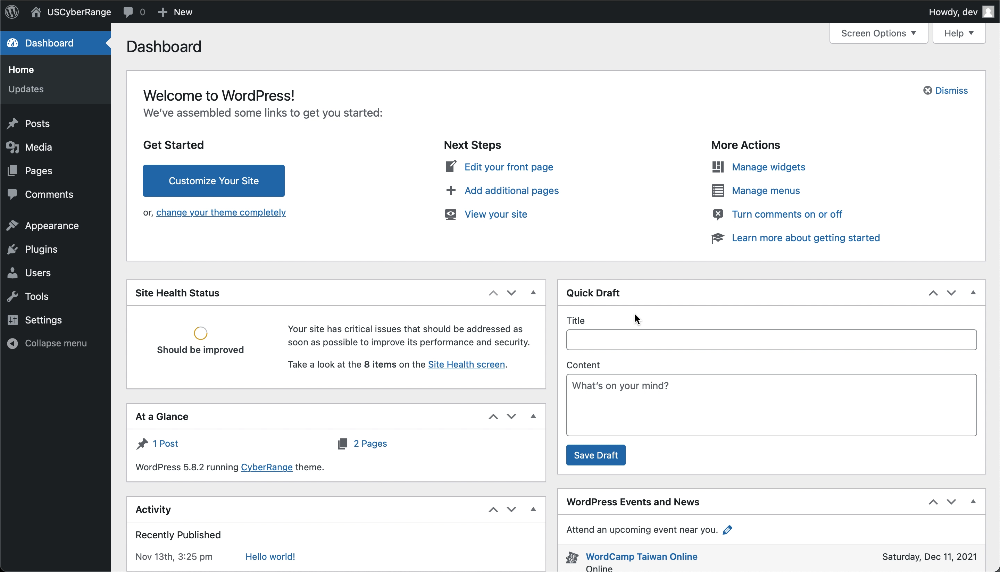 USCyberRange 0 New Howdy, dev
Dashboard
Home
Updates
Posts
Media
Pages
Comments
Appearance
Plugins
Users
Tools
Settings
Collapse menu
Screen Options Help
Dashboard
Welcome to WordPress!
Dismiss
We've assembled some links to get you started:
Get Started
Customize Your Site
or, change your theme completely
Next Steps
Edit your front page
Add additional pages
View your site
More Actions
Manage widgets
Manage menus
Turn comments on or off
Learn more about getting started
Site Health Status
Should be improved
Your site has critical issues that should be addressed as
soon as possible to improve its performance and security.
Take a look at the 8 items on the Site Health screen.
At a Glance
1 Post 2 Pages
WordPress 5.8.2 running CyberRange theme.
Activity
Recently Published
Nov 13th, 3:25 pm Hello world!
Quick Draft
Title
Content
What's on your mind?
Save Draft
WordPress Events and News
Attend an upcoming event near you.
WordCamp Taiwan Online Saturday, Dec 11, 2021
Online